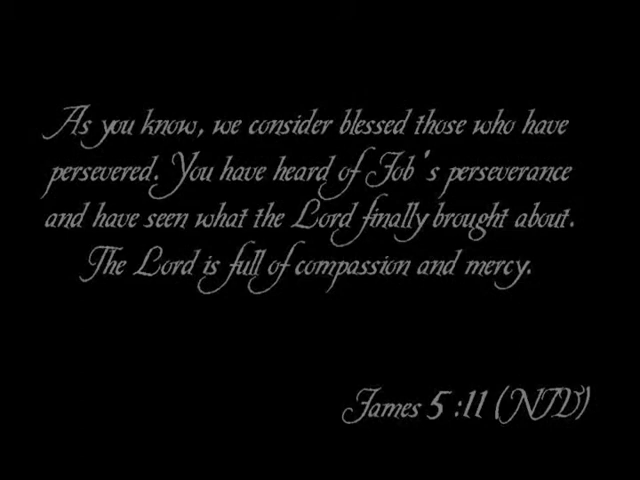 As you know, we consider blessed those who have
persevered. You have heard of Job's perseverance
and have seen what the Lord finally brought about.
The Lord is full of compassion and mercy.
James 5:11 (NIV)